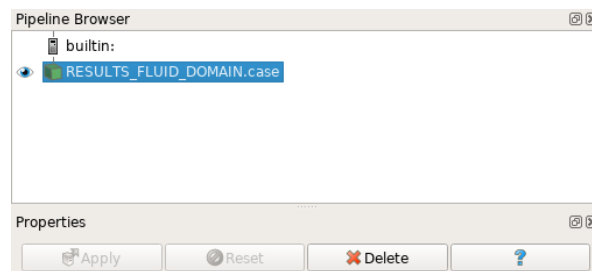 Pipeline Browser
builtin:
RESULTS_FLUID_DOMAIN.case
Properties
Apply Reset Delete ?